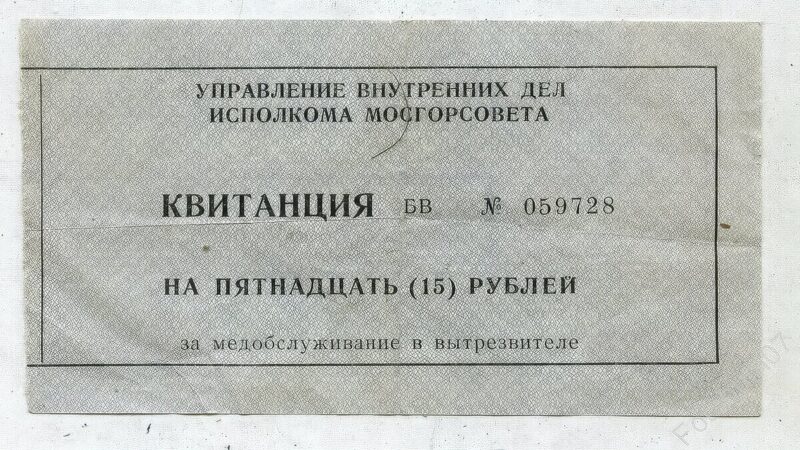 УПРАВЛЕНИЕ ВНУТРЕННИХ ДЕЛ
ИСПОЛКОМА МОСГОРСОВЕТА
КВИТАНЦИЯ БВ № 059728
НА ПЯТНАДЦАТЬ (15) РУБЛЕЙ
за медобслуживание в вытрезвителе